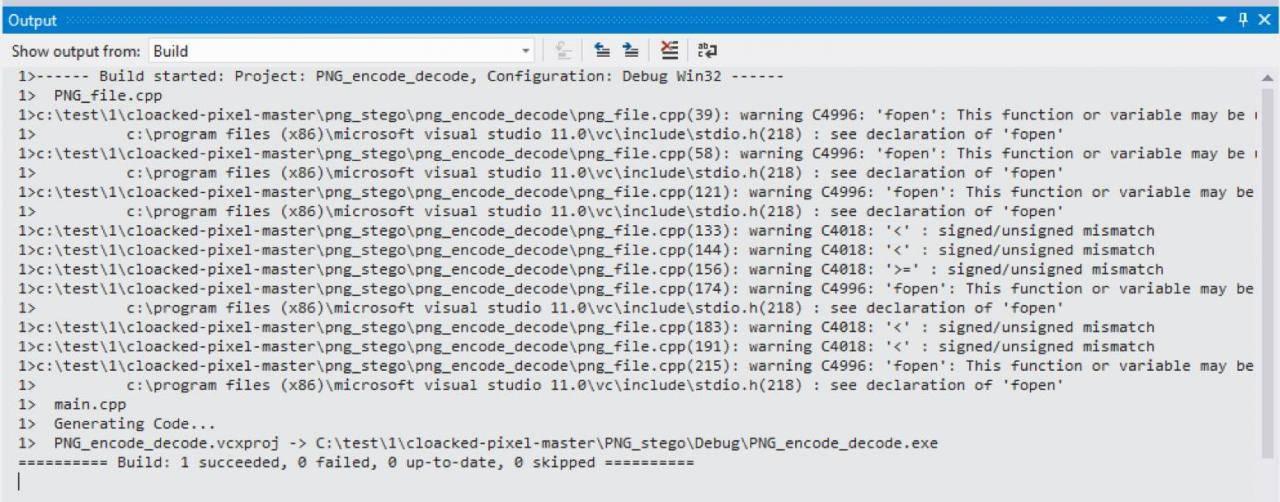 Output
Show output from: Build
1>------ Build started: Project: PNG_encode_decode, Configuration: Debug Win32 ------
1>  PNG_file.cpp
1>c:\test\1\cloacked-pixel-master\png_stego\png_encode_decode\png_file.cpp(39): warning C4996: 'fopen': This function or variable may be
1>          c:\program files (x86)\microsoft visual studio 11.0\vc\include\stdio.h(218) : see declaration of 'fopen'
1>c:\test\1\cloacked-pixel-master\png_stego\png_encode_decode\png_file.cpp(58): warning C4996: 'fopen': This function or variable may be
1>          c:\program files (x86)\microsoft visual studio 11.0\vc\include\stdio.h(218) : see declaration of 'fopen'
1>c:\test\1\cloacked-pixel-master\png_stego\png_encode_decode\png_file.cpp(121): warning C4996: 'fopen': This function or variable may be
1>          c:\program files (x86)\microsoft visual studio 11.0\vc\include\stdio.h(218) : see declaration of 'fopen'
1>c:\test\1\cloacked-pixel-master\png_stego\png_encode_decode\png_file.cpp(133): warning C4018: '<' : signed/unsigned mismatch
1>c:\test\1\cloacked-pixel-master\png_stego\png_encode_decode\png_file.cpp(144): warning C4018: '<' : signed/unsigned mismatch
1>c:\test\1\cloacked-pixel-master\png_stego\png_encode_decode\png_file.cpp(156): warning C4018: '>=' : signed/unsigned mismatch
1>c:\test\1\cloacked-pixel-master\png_stego\png_encode_decode\png_file.cpp(174): warning C4996: 'fopen': This function or variable may be
1>          c:\program files (x86)\microsoft visual studio 11.0\vc\include\stdio.h(218) : see declaration of 'fopen'
1>c:\test\1\cloacked-pixel-master\png_stego\png_encode_decode\png_file.cpp(183): warning C4018: '<' : signed/unsigned mismatch
1>c:\test\1\cloacked-pixel-master\png_stego\png_encode_decode\png_file.cpp(191): warning C4018: '<' : signed/unsigned mismatch
1>c:\test\1\cloacked-pixel-master\png_stego\png_encode_decode\png_file.cpp(215): warning C4996: 'fopen': This function or variable may be
1>          c:\program files (x86)\microsoft visual studio 11.0\vc\include\stdio.h(218) : see declaration of 'fopen'
1>  main.cpp
1>  Generating Code...
1>  PNG_encode_decode.vcxproj -> C:\test\1\cloacked-pixel-master\PNG_stego\Debug\PNG_encode_decode.exe
========== Build: 1 succeeded, 0 failed, 0 up-to-date, 0 skipped ==========